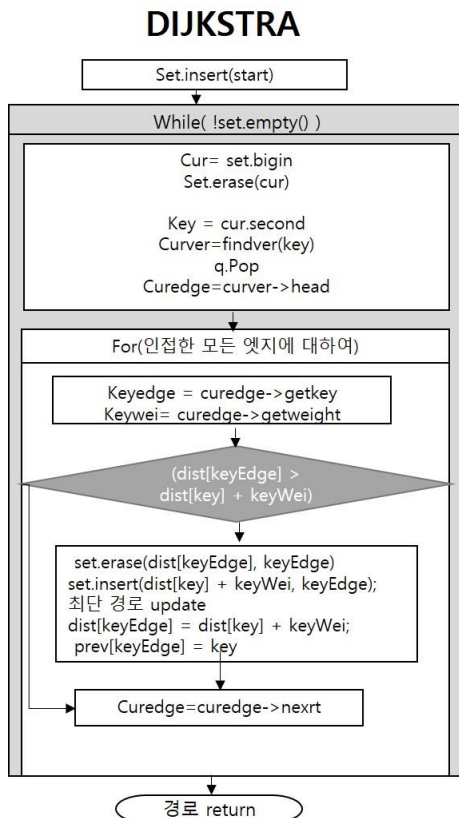 DIJKSTRA
Set.insert(start)
While( !set.empty() )
Cur= set.bigin
Set.erase(cur)
Key = cur.second
Curver=findver(key)
q.Pop
Curedge=curver->head
For(인접한 모든 엣지에 대하여)
Keyedge = curedge->getkey
Keywei= curedge->getweight
(dist[keyEdge] >
dist[key] + keyWei)
set.erase(dist[keyEdge], keyEdge)
set.insert(dist[key] + keyWei, keyEdge);
최단 경로 update
dist[keyEdge] = dist[key] + keyWei;
prev[keyEdge] = key
Curedge=curedge->nexrt
경로 return